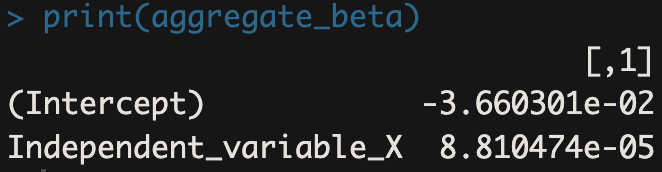 > print(aggregate_beta)
[,1]
(Intercept) -3.660301e-02
Independent_variable_X 8.810474e-05